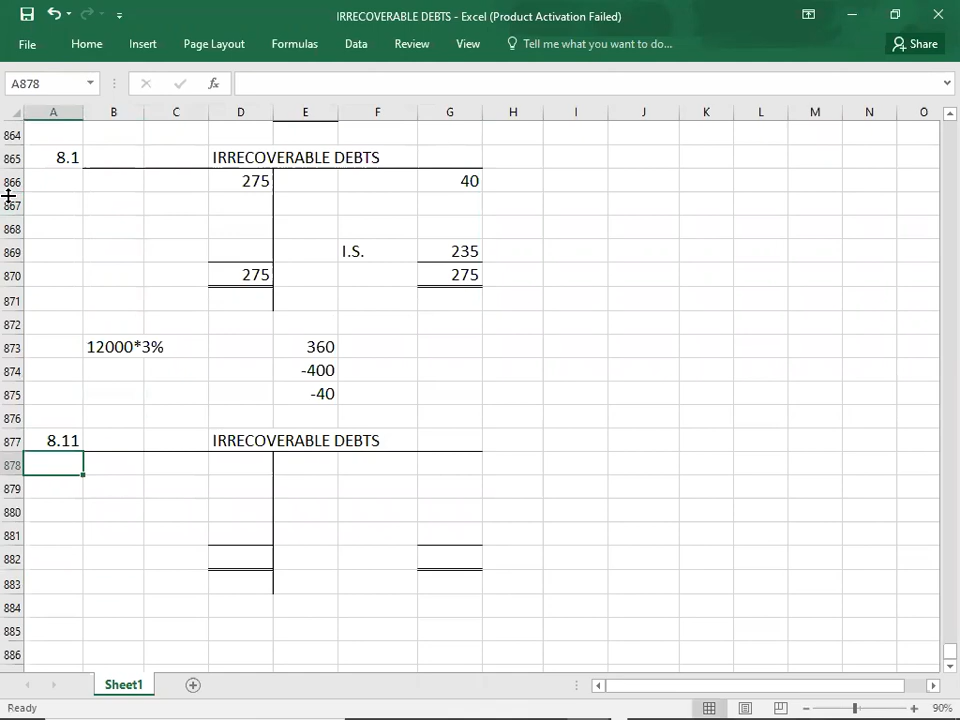 IRRECOVERABLE DEBTS - Excel (Product Activation Failed)
File Home Insert Page Layout Formulas Data Review View Tell me what you want to do... Share
A878 fx
A B C D E F G H I J K L M N O
864
865 8.1 IRRECOVERABLE DEBTS
866 275 40
867
868
869 I.S. 235
870 275 275
871
872
873 12000*3% 360
874 -400
875 -40
876
877 8.11 IRRECOVERABLE DEBTS
878
879
880
881
882
883
884
885
886
Sheet1
Ready 90%